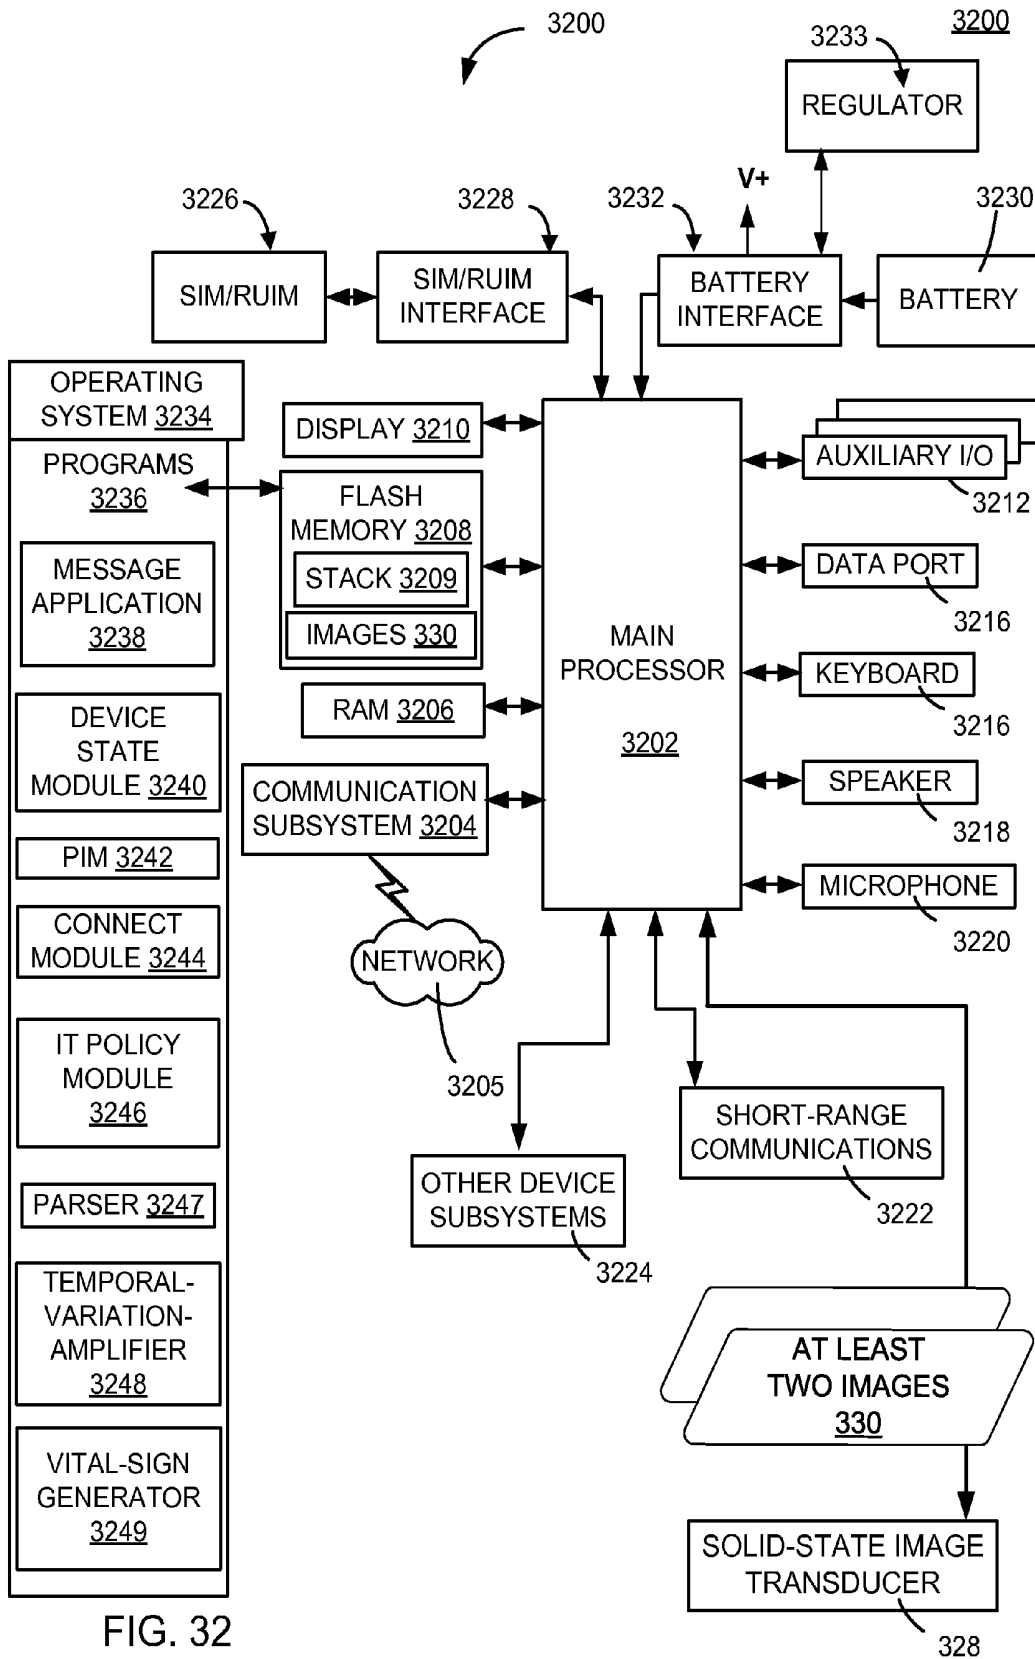 3200
3200
3233
REGULATOR
V+
3226
3228
3232
3230
SIM/RUIM
SIM/RUIM
INTERFACE
BATTERY
INTERFACE
BATTERY
OPERATING
SYSTEM 3234
PROGRAMS
3236
MESSAGE
APPLICATION
3238
DEVICE
STATE
MODULE 3240
PIM 3242
CONNECT
MODULE 3244
IT POLICY
MODULE
3246
PARSER 3247
TEMPORAL-
VARIATION-
AMPLIFIER
3248
VITAL-SIGN
GENERATOR
3249
DISPLAY 3210
FLASH
MEMORY 3208
STACK 3209
IMAGES 330
RAM 3206
COMMUNICATION
SUBSYSTEM 3204
NETWORK
3205
MAIN
PROCESSOR
3202
AUXILIARY I/O
3212
DATA PORT
3216
KEYBOARD
3216
SPEAKER
3218
MICROPHONE
3220
OTHER DEVICE
SUBSYSTEMS
3224
SHORT-RANGE
COMMUNICATIONS
3222
AT LEAST
TWO IMAGES
330
SOLID-STATE IMAGE
TRANSDUCER
328
FIG. 32